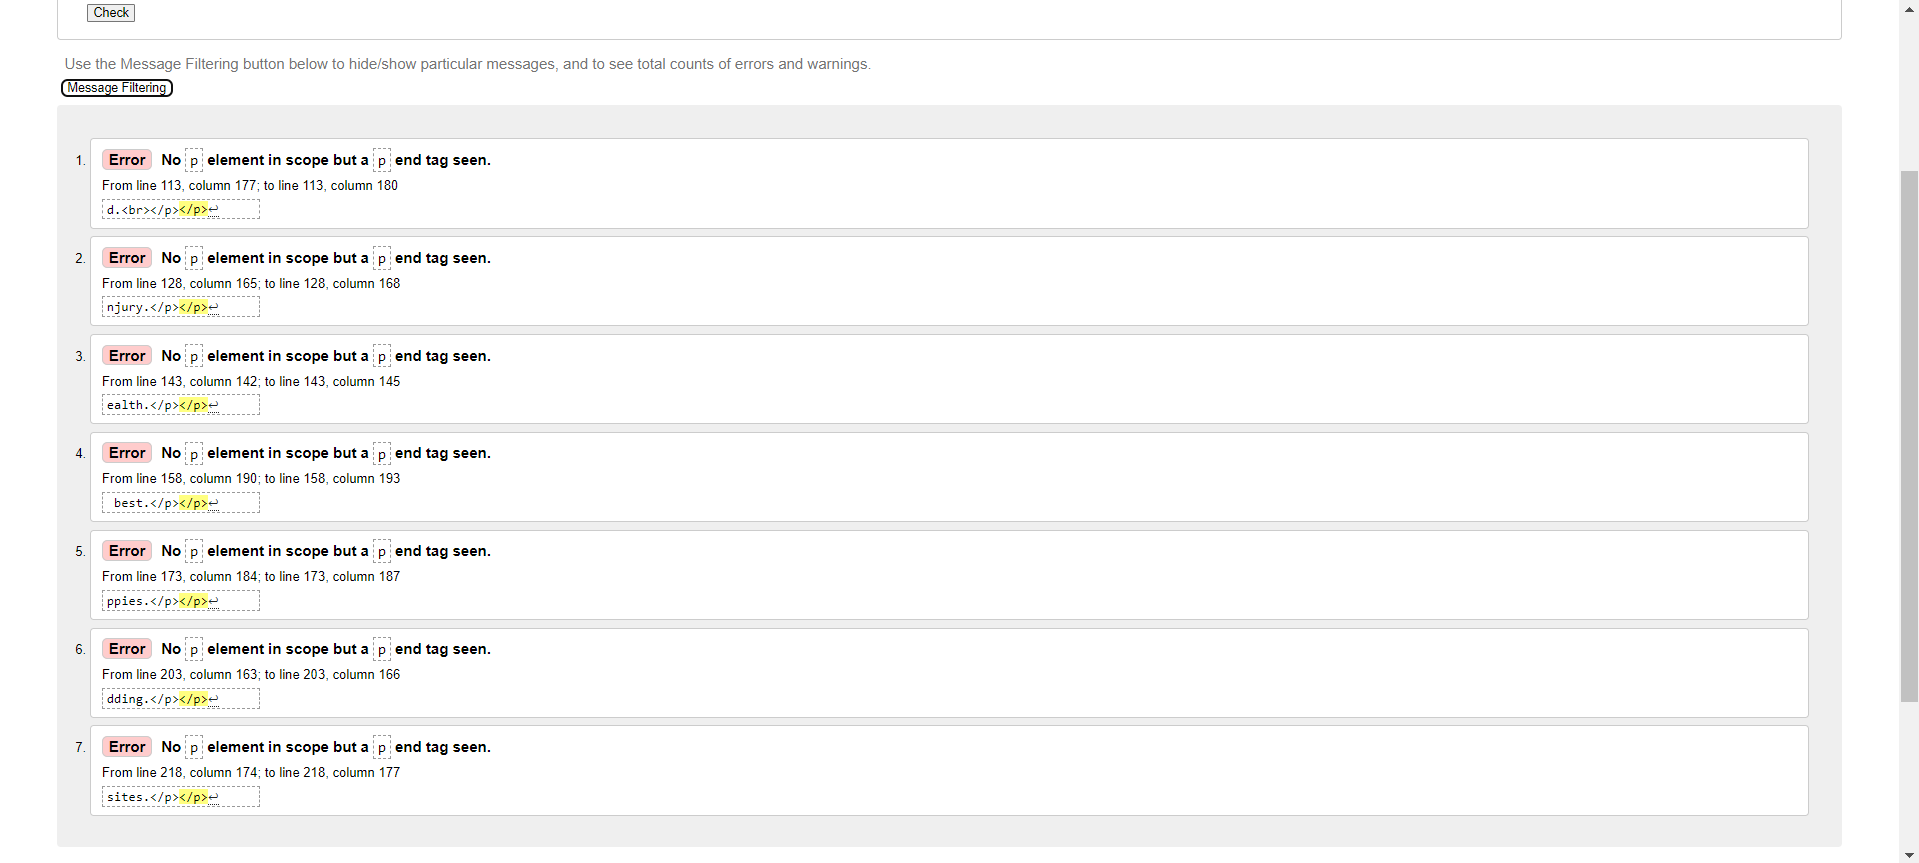 Check
Use the Message Filtering button below to hide/show particular messages, and to see total counts of errors and warnings.
Message Filtering
1. Error No p element in scope but a p end tag seen.
From line 113, column 177; to line 113, column 180
d.<br></p></p>↩
2. Error No p element in scope but a p end tag seen.
From line 128, column 165; to line 128, column 168
njury.</p></p>↩
3. Error No p element in scope but a p end tag seen.
From line 143, column 142; to line 143, column 145
ealth.</p></p>↩
4. Error No p element in scope but a p end tag seen.
From line 158, column 190; to line 158, column 193
best.</p></p>↩
5. Error No p element in scope but a p end tag seen.
From line 173, column 184; to line 173, column 187
ppies.</p></p>↩
6. Error No p element in scope but a p end tag seen.
From line 203, column 163; to line 203, column 166
dding.</p></p>↩
7. Error No p element in scope but a p end tag seen.
From line 218, column 174; to line 218, column 177
sites.</p></p>↩